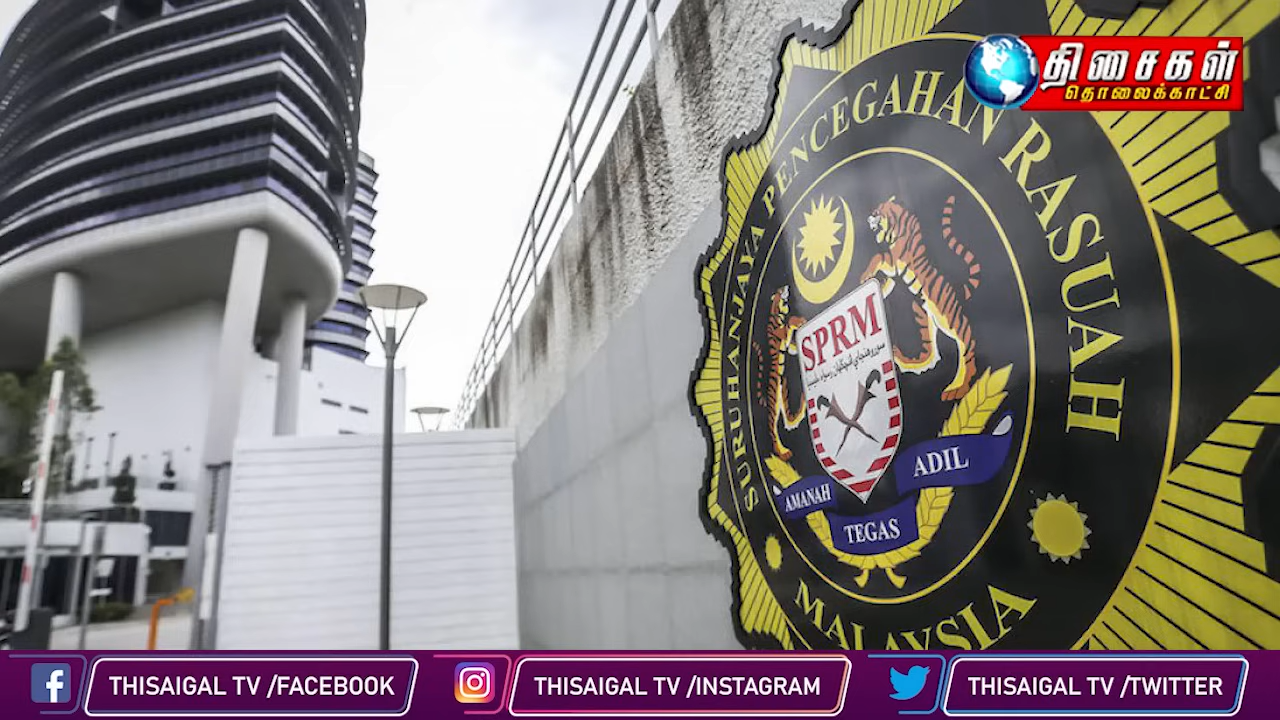 திசைகள்
தொலைக்காட்சி
SURUHANJAYA PENCEGAHAN RASUAH
SPRM
AMANAH
TEGAS
ADIL
MALAYSIA
THISAIGAL TV /FACEBOOK
THISAIGAL TV /INSTAGRAM
THISAIGAL TV /TWITTER